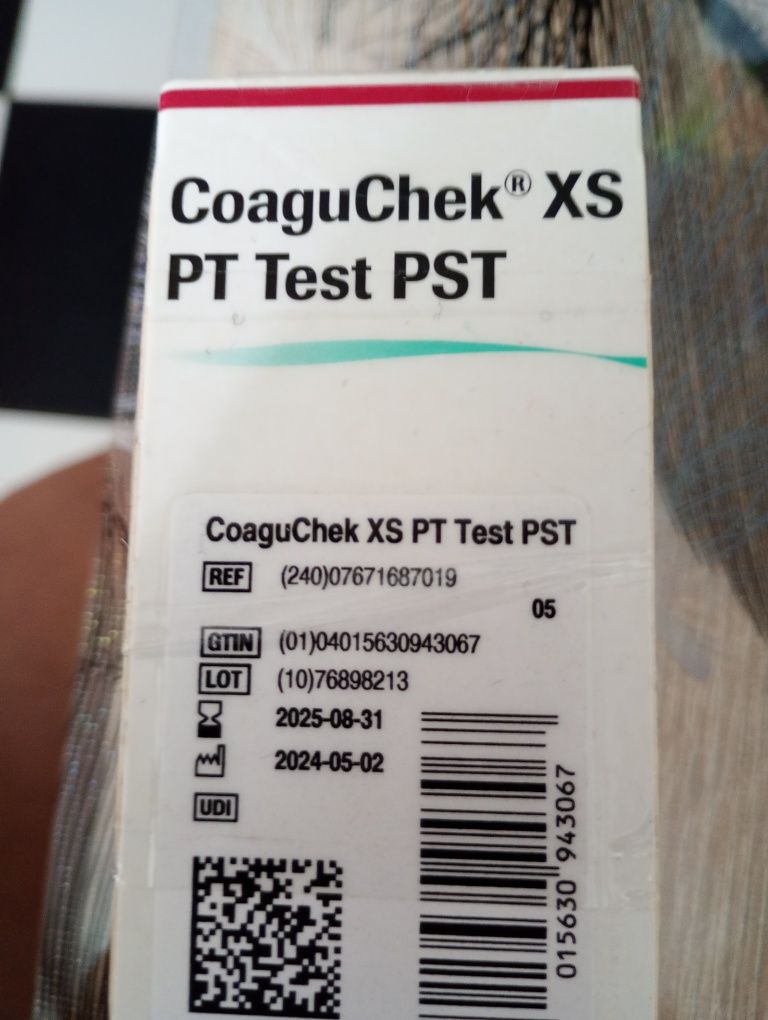 CoaguChek® XS
PT Test PST
CoaguChek XS PT Test PST
REF (240)07671687019
05
GTIN (01)04015630943067
LOT (10)76898213
2025-08-31
2024-05-02
UDI
015630 943067